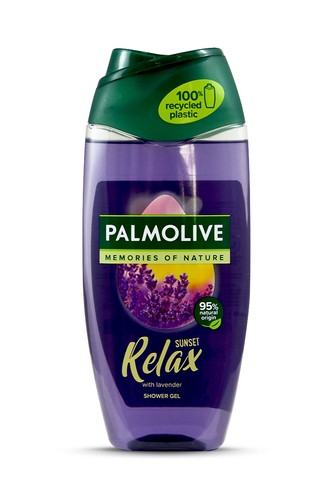 100%
recycled
plastic
PALMOLIVE
MEMORIES OF NATURE
95%
natural
origin
SUNSET
Relax
with lavender
SHOWER GEL